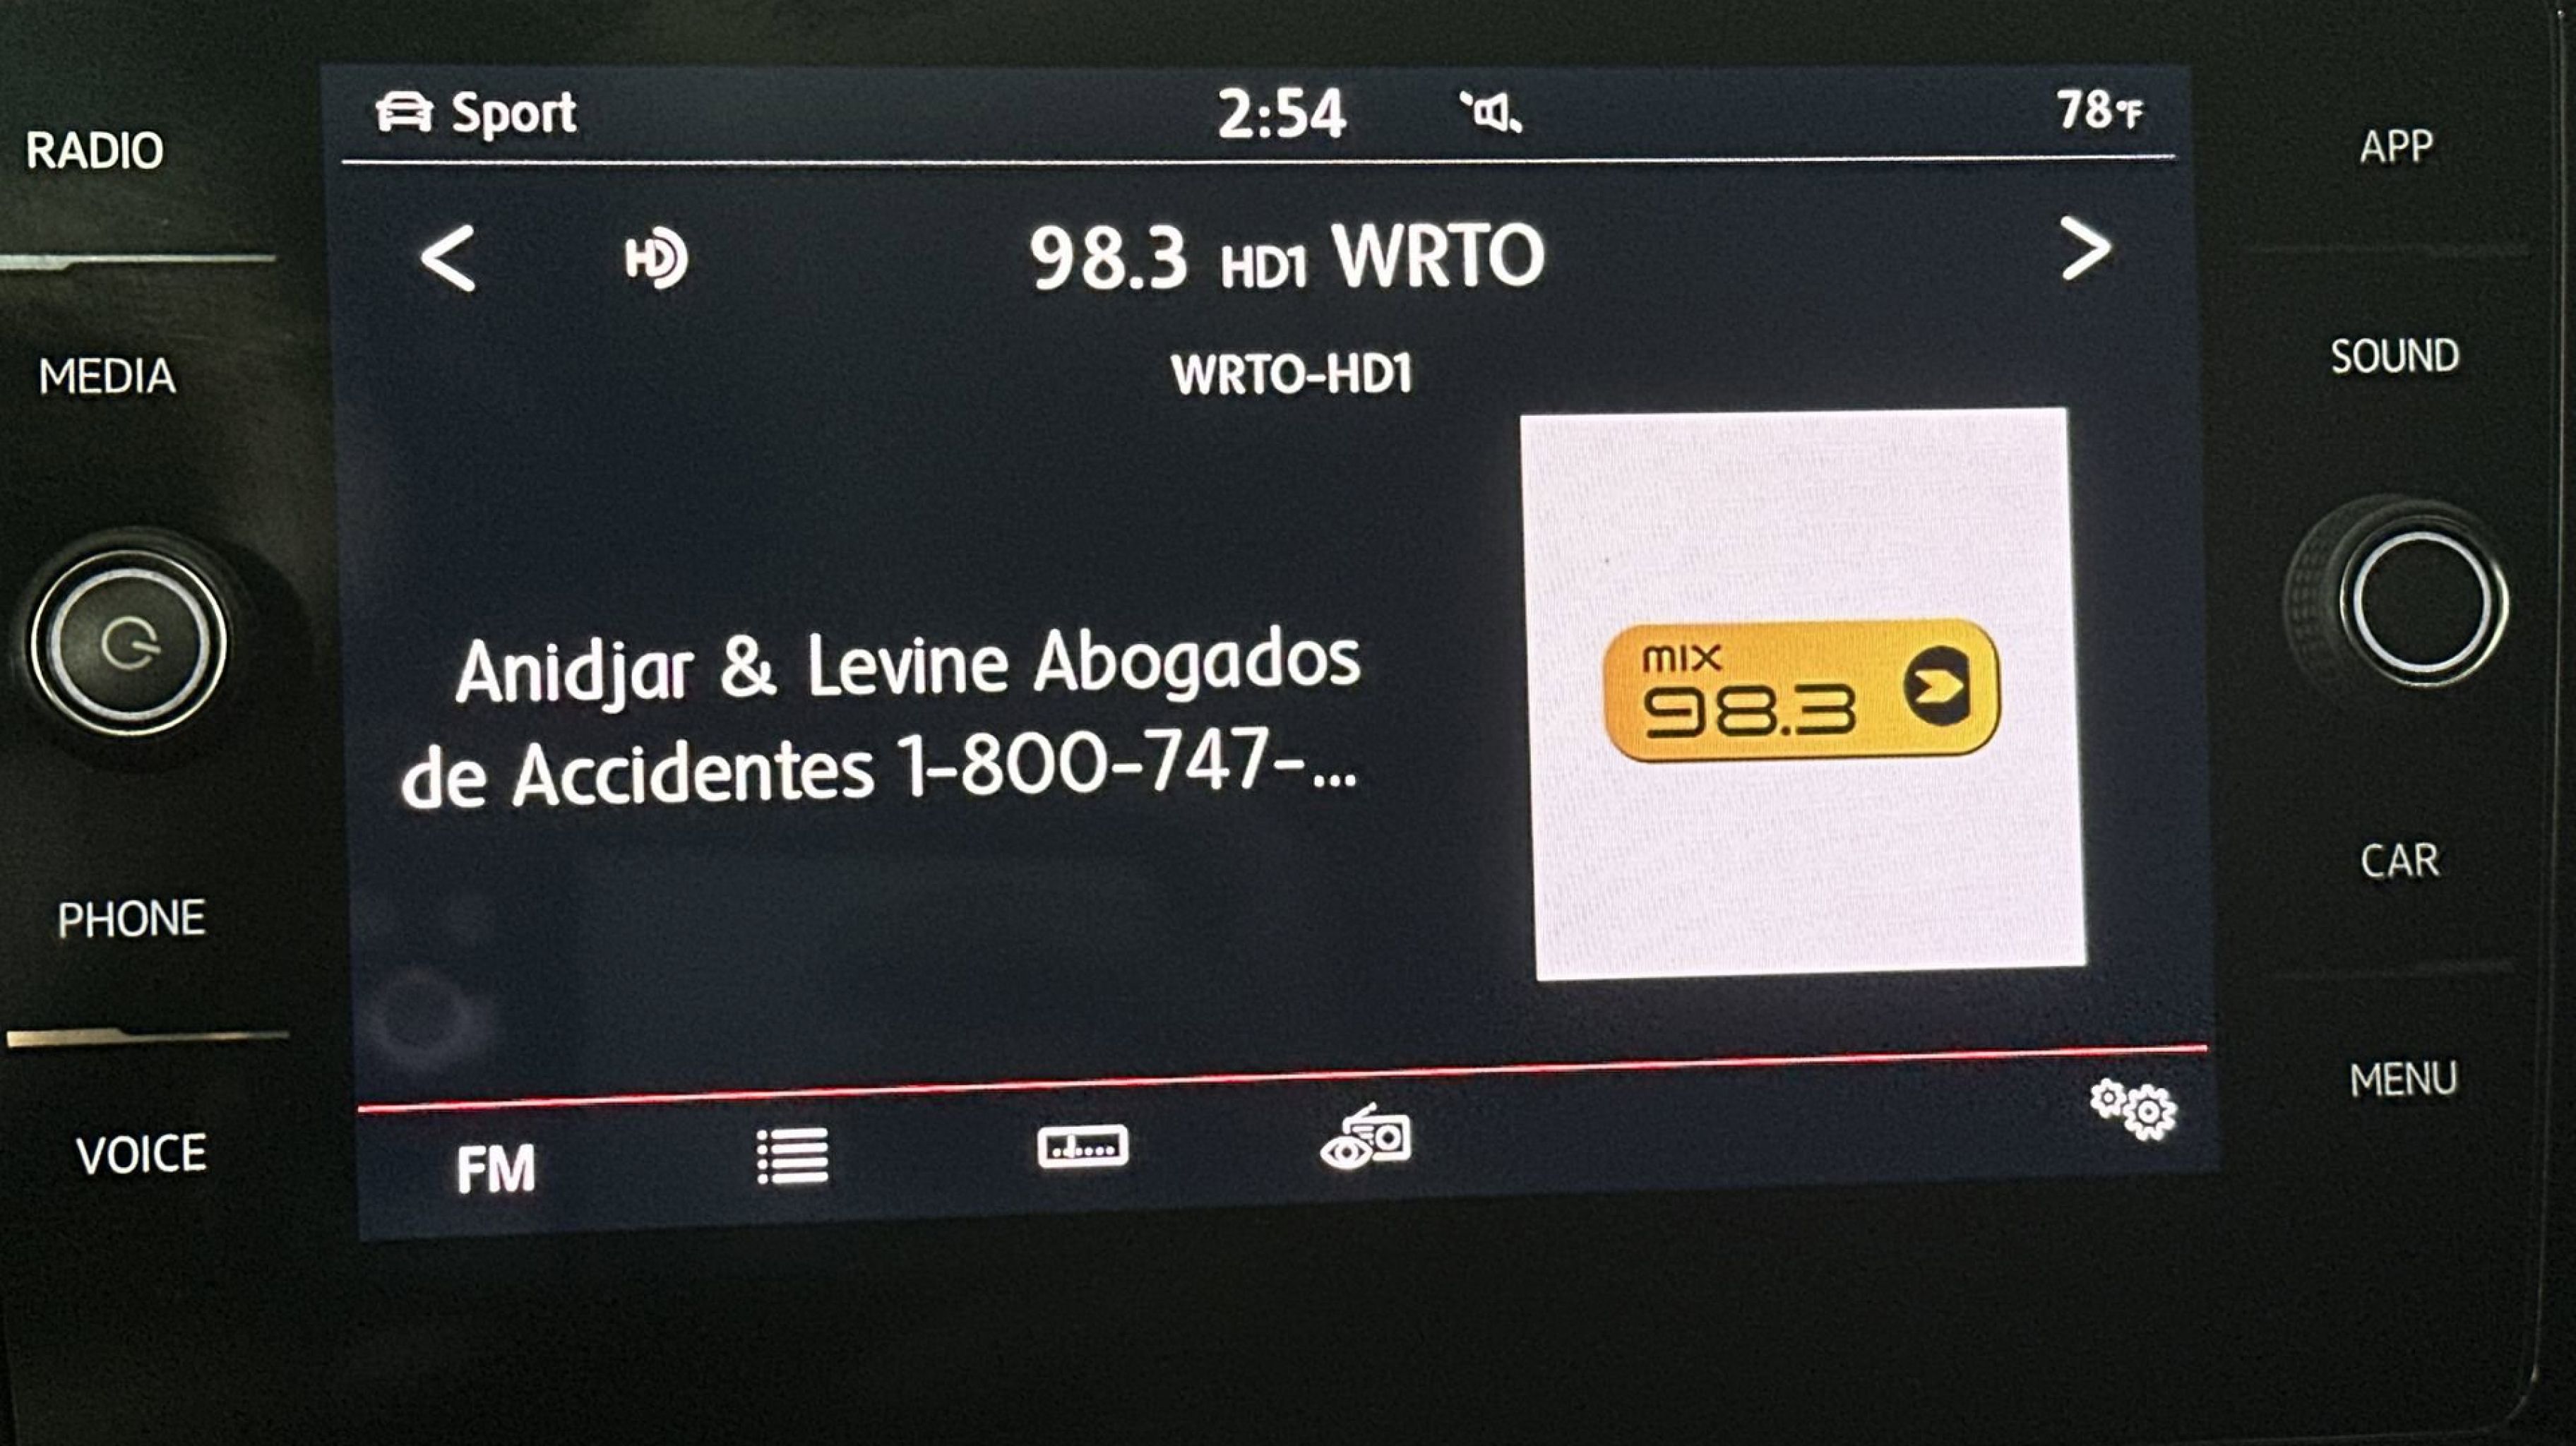 RADIO
MEDIA
PHONE
VOICE
Sport 2:54 78°F
HD 98.3 HD1 WRTO
WRTO-HD1
Anidjar & Levine Abogados
de Accidentes 1-800-747-...
mix
98.3
FM
APP
SOUND
CAR
MENU